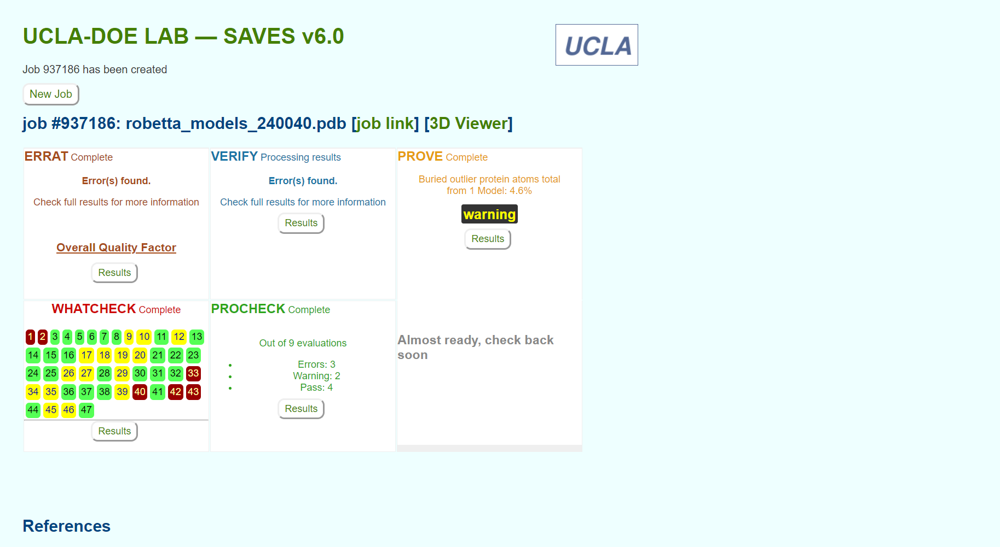 UCLA-DOE LAB — SAVES v6.0
UCLA
Job 937186 has been created
New Job
job #937186: robetta_models_240040.pdb [job link] [3D Viewer]
ERRAT Complete
Error(s) found.
Check full results for more information
Overall Quality Factor
Results
VERIFY Processing results
Error(s) found.
Check full results for more information
Results
PROVE Complete
Buried outlier protein atoms total
from 1 Model: 4.6%
warning
Results
WHATCHECK Complete
1 2 3 4 5 6 7 8 9 10 11 12 13
14 15 16 17 18 19 20 21 22 23
24 25 26 27 28 29 30 31 32 33
34 35 36 37 38 39 40 41 42 43
44 45 46 47
Results
PROCHECK Complete
Out of 9 evaluations
• Errors: 3
• Warning: 2
• Pass: 4
Results
Almost ready, check back
soon
References